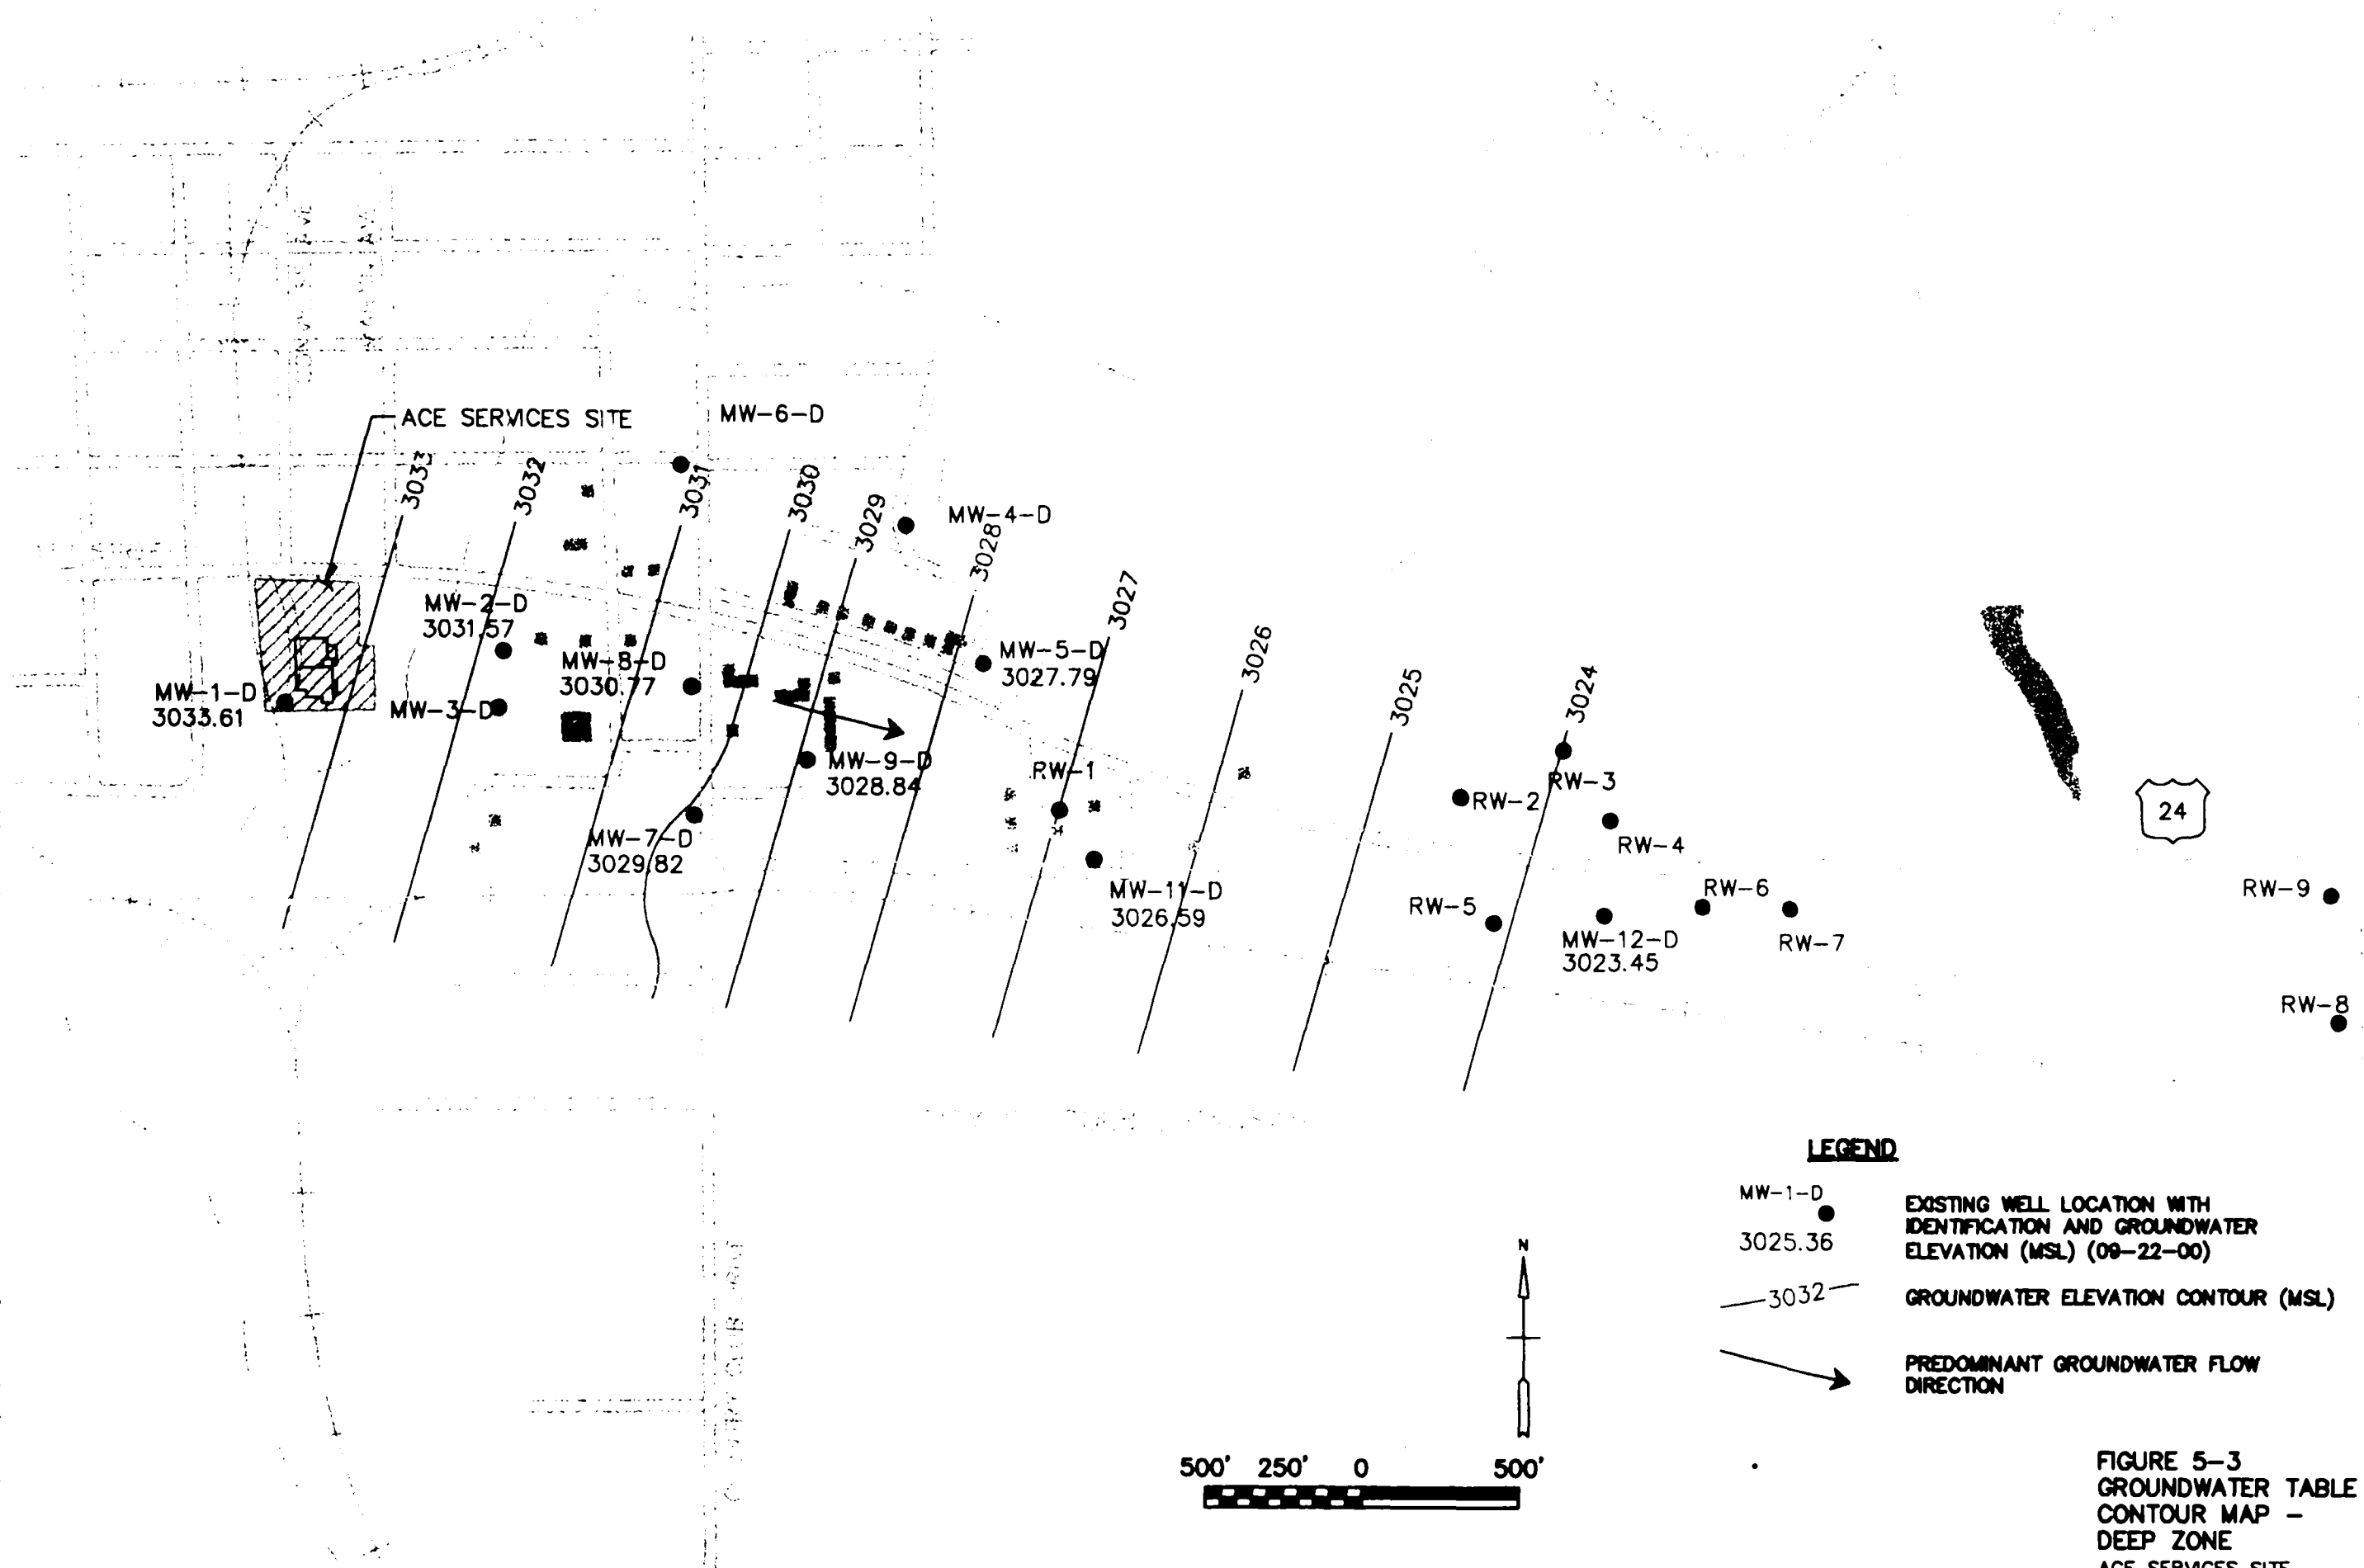 ACE SERVICES SITE
MW-6-D
3033
3032
3031
3030
3029
MW-4-D
3028
3027
MW-2-D
3031.57
MW-8-D
3030.77
MW-5-D
3027.79
3026
3025
3024
MW-1-D
3033.61
MW-3-D
MW-9-D
3028.84
RW-1
RW-3
RW-2
24
MW-7-D
3029.82
RW-4
MW-11-D
3026.59
RW-5
RW-6
RW-9
MW-12-D
3023.45
RW-7
RW-8
LEGEND
MW-1-D
3025.36
EXISTING WELL LOCATION WITH
IDENTIFICATION AND GROUNDWATER
ELEVATION (MSL) (09-22-00)
3032
GROUNDWATER ELEVATION CONTOUR (MSL)
PREDOMINANT GROUNDWATER FLOW
DIRECTION
N
500' 250' 0 500'
FIGURE 5-3
GROUNDWATER TABLE
CONTOUR MAP -
DEEP ZONE
ACE SERVICES SITE